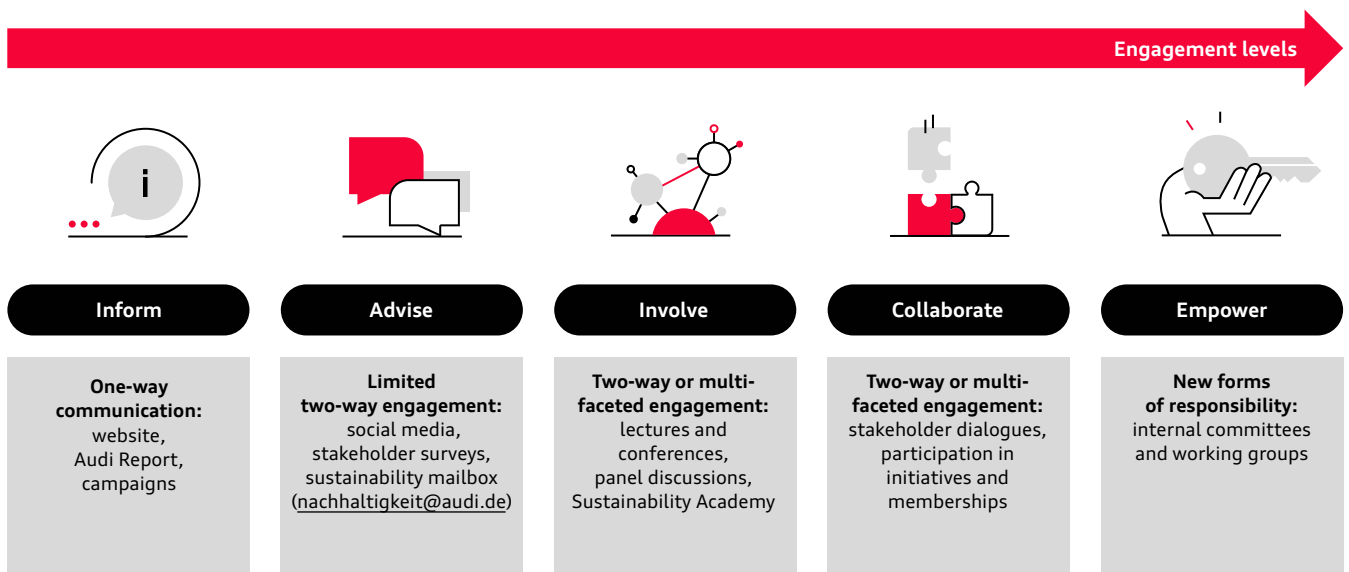 Engagement levels
i
Inform
One-way
communication:
website,
Audi Report,
campaigns
Advise
Limited
two-way engagement:
social media,
stakeholder surveys,
sustainability mailbox
(nachhaltigkeit@audi.de)
Involve
Two-way or multi-
faceted engagement:
lectures and
conferences,
panel discussions,
Sustainability Academy
Collaborate
Two-way or multi-
faceted engagement:
stakeholder dialogues,
participation in
initiatives and
memberships
Empower
New forms
of responsibility:
internal committees
and working groups